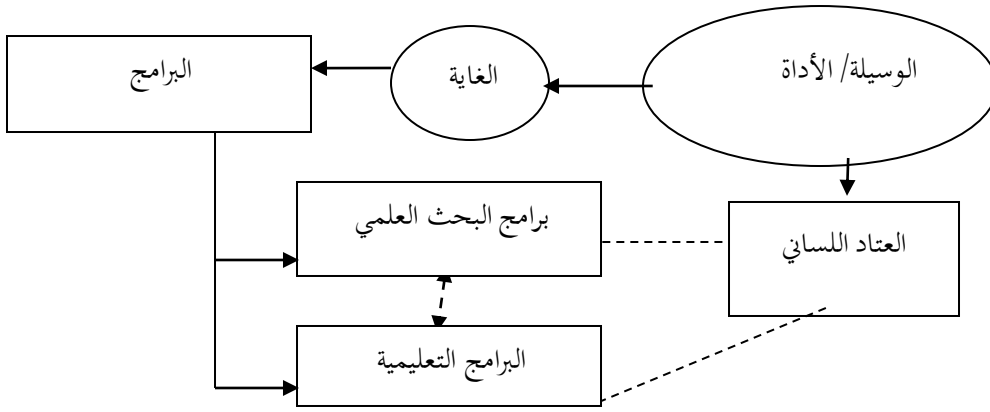 الوسيلة/ الأداة
الغاية
البرامج
برامج البحث العلمي
العتاد اللساني
البرامج التعليمية